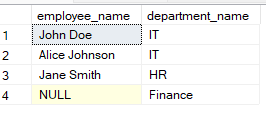 employee_name department_name
1 John Doe IT
2 Alice Johnson IT
3 Jane Smith HR
4 NULL Finance